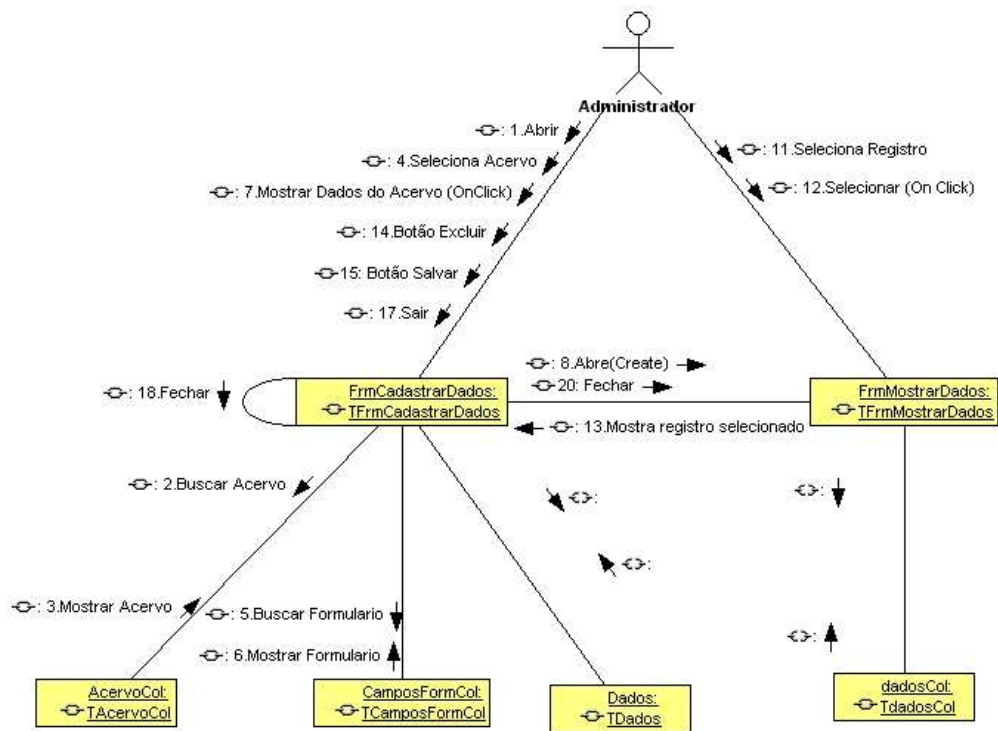 Administrador
: 1.Abrir
: 4.Seleciona Acervo
: 7.Mostrar Dados do Acervo (OnClick)
: 14.Botão Excluir
15: Botão Salvar
: 17.Sair
: 11.Seleciona Registro
: 12.Selecionar (On Click)
: 18.Fechar
FrmCadastrarDados:
TFrmCadastrarDados
: 8.Abre(Create)
20: Fechar
: 13.Mostra registro selecionado
FrmMostrarDados:
TFrmMostrarDados
: 2.Buscar Acervo
:
:
:
: 3.Mostrar Acervo
: 5.Buscar Formulario
: 6.Mostrar Formulario
:
AcervoCol:
TAcervoCol
CamposFormCol:
TCamposFormCol
Dados:
TDados
dadosCol:
TdadosCol